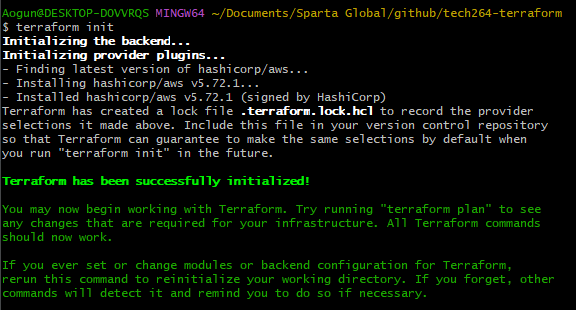 Aogun@DESKTOP-DOVVRQS MINGW64 ~/Documents/Sparta Global/github/tech264-terraform
$ terraform init
Initializing the backend...
Initializing provider plugins...
- Finding latest version of hashicorp/aws...
- Installing hashicorp/aws v5.72.1...
- Installed hashicorp/aws v5.72.1 (signed by HashiCorp)
Terraform has created a lock file .terraform.lock.hcl to record the provider
selections it made above. Include this file in your version control repository
so that Terraform can guarantee to make the same selections by default when
you run "terraform init" in the future.
Terraform has been successfully initialized!
You may now begin working with Terraform. Try running "terraform plan" to see
any changes that are required for your infrastructure. All Terraform commands
should now work.
If you ever set or change modules or backend configuration for Terraform,
rerun this command to reinitialize your working directory. If you forget, other
commands will detect it and remind you to do so if necessary.